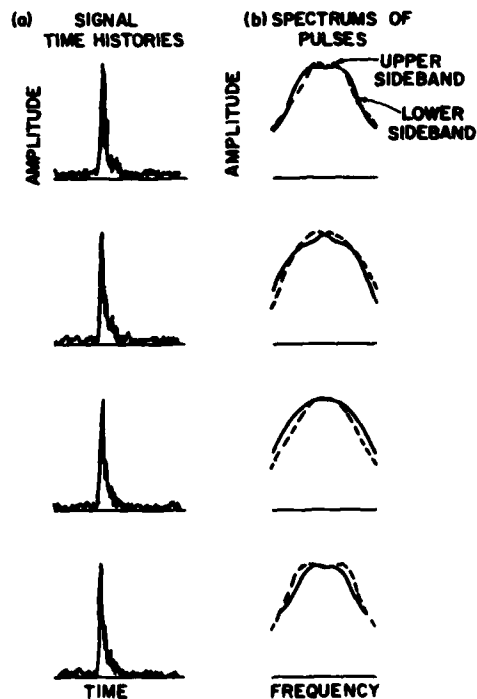 (a) SIGNAL
TIME HISTORIES
(b) SPECTRUMS OF
PULSES
AMPLITUDE
AMPLITUDE
UPPER
SIDEBAND
LOWER
SIDEBAND
TIME
FREQUENCY